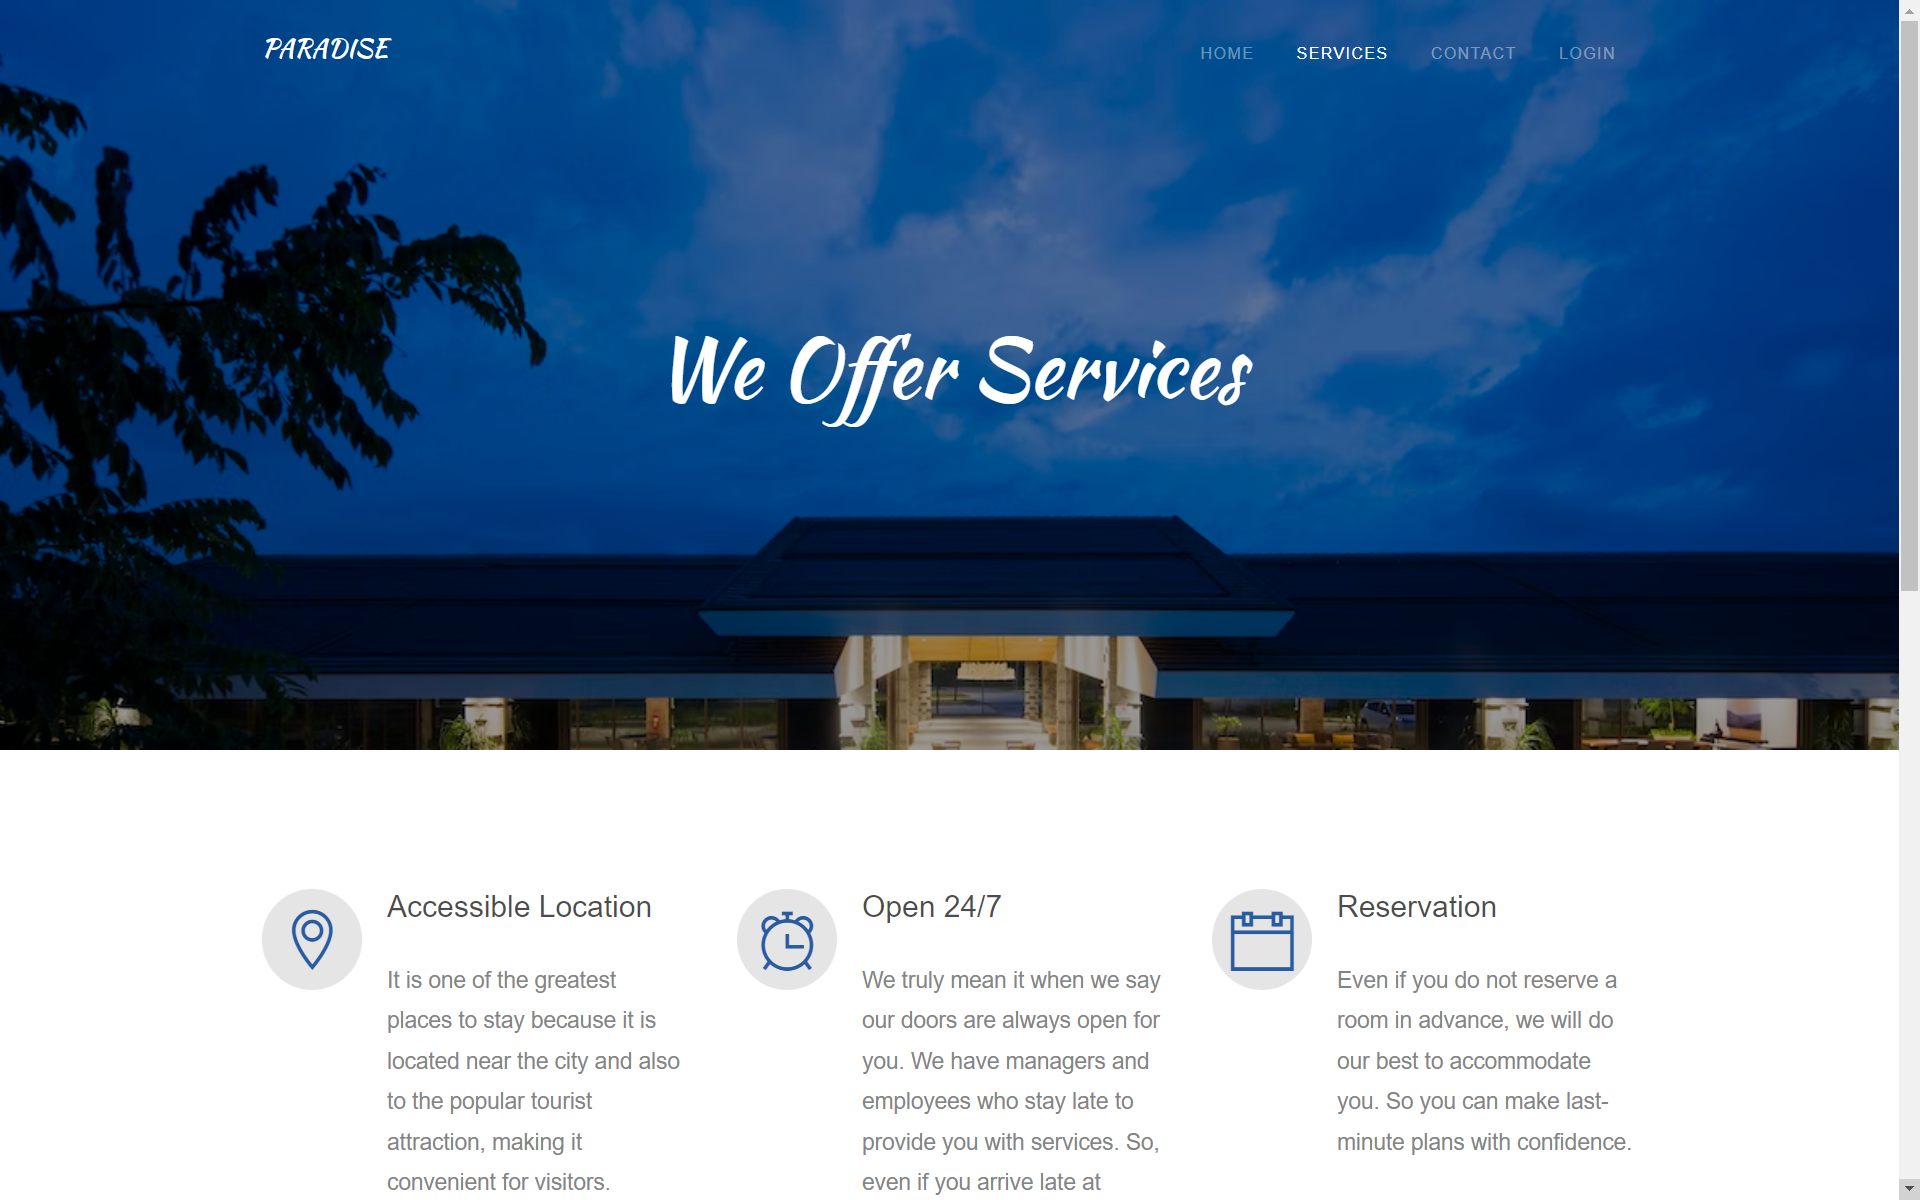 PARADISE
HOME SERVICES CONTACT LOGIN
We Offer Services
Accessible Location
It is one of the greatest
places to stay because it is
located near the city and also
to the popular tourist
attraction, making it
convenient for visitors.
Open 24/7
We truly mean it when we say
our doors are always open for
you. We have managers and
employees who stay late to
provide you with services. So,
even if you arrive late at
Reservation
Even if you do not reserve a
room in advance, we will do
our best to accommodate
you. So you can make last-
minute plans with confidence.